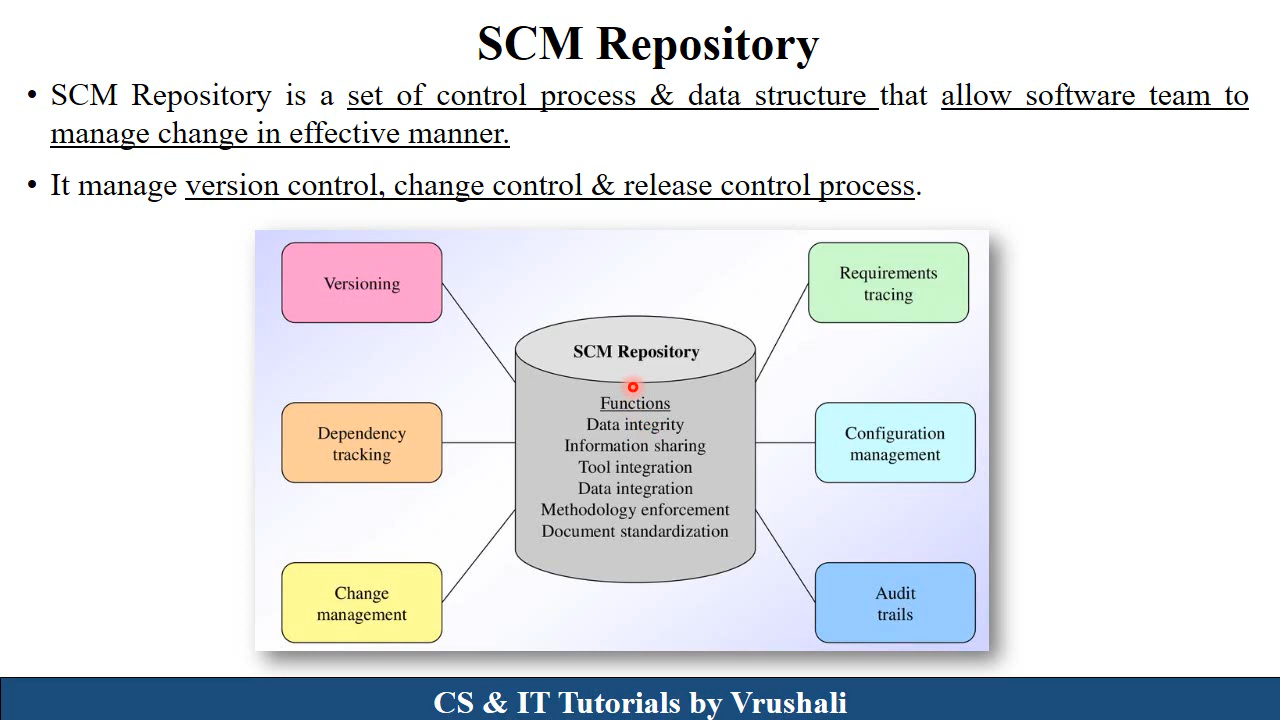 SCM Repository
• SCM Repository is a set of control process & data structure that allow software team to
manage change in effective manner.
• It manage version control, change control & release control process.
Versioning
Requirements
tracing
SCM Repository
Functions
Data integrity
Information sharing
Tool integration
Data integration
Methodology enforcement
Document standardization
Dependency
tracking
Configuration
management
Change
management
Audit
trails
CS & IT Tutorials by Vrushali